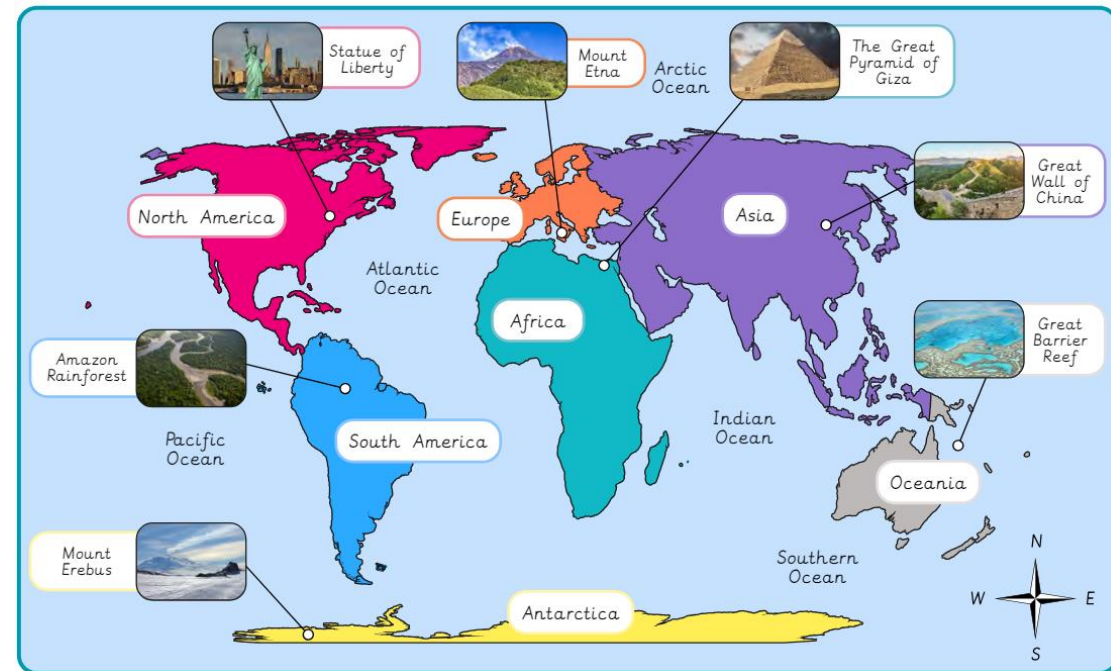 Statue of
Liberty
Mount
Etna
Arctic
Ocean
The Great
Pyramid of
Giza
Great
Wall of
China
North America
Europe
Asia
Atlantic
Ocean
Africa
Great
Barrier
Reef
Amazon
Rainforest
Pacific
Ocean
South America
Indian
Ocean
Oceania
Mount
Erebus
Southern
Ocean
Antarctica
N
W
E
S